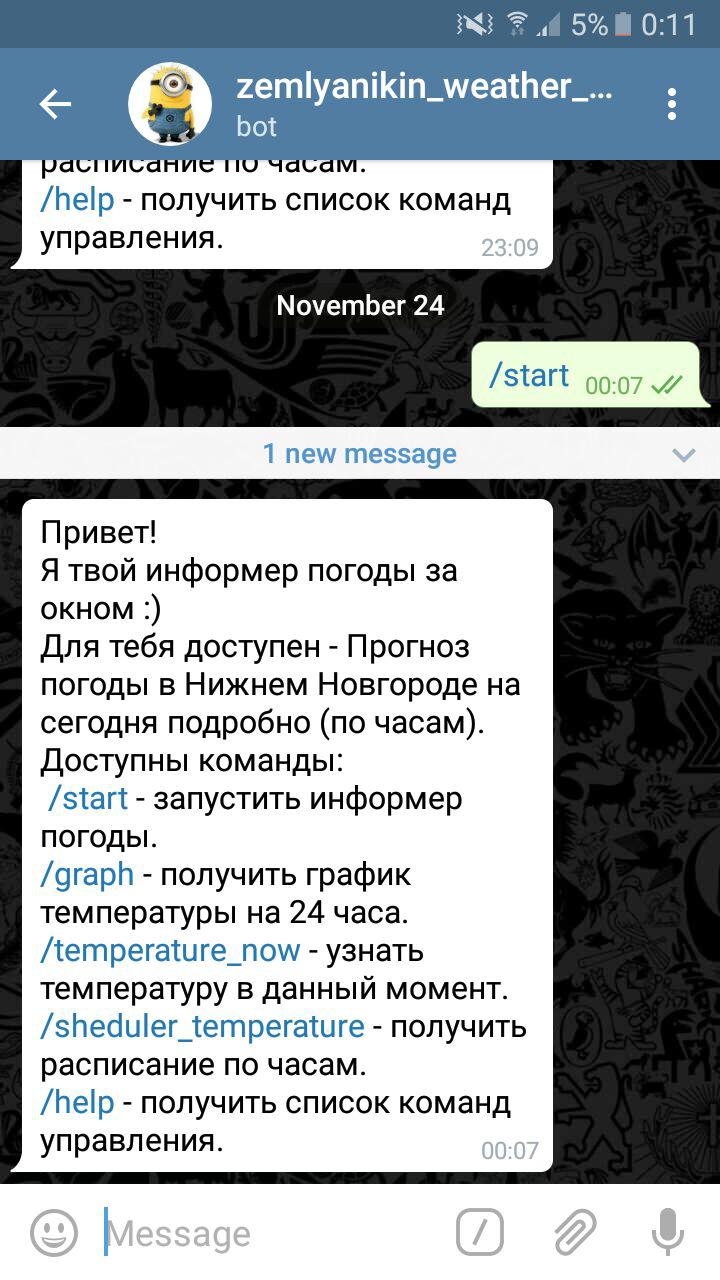 5% 0:11
zemlyanikin_weather_...
bot
расписание по часам.
/help - получить список команд
управления.
23:09
November 24
/start 00:07
1 new message
Привет!
Я твой информер погоды за
окном :)
Для тебя доступен - Прогноз
погоды в Нижнем Новгороде на
сегодня подробно (по часам).
Доступны команды:
/start - запустить информер
погоды.
/graph - получить график
температуры на 24 часа.
/temperature_now - узнать
температуру в данный момент.
/sheduler_temperature - получить
расписание по часам.
/help - получить список команд
управления.
00:07
Message